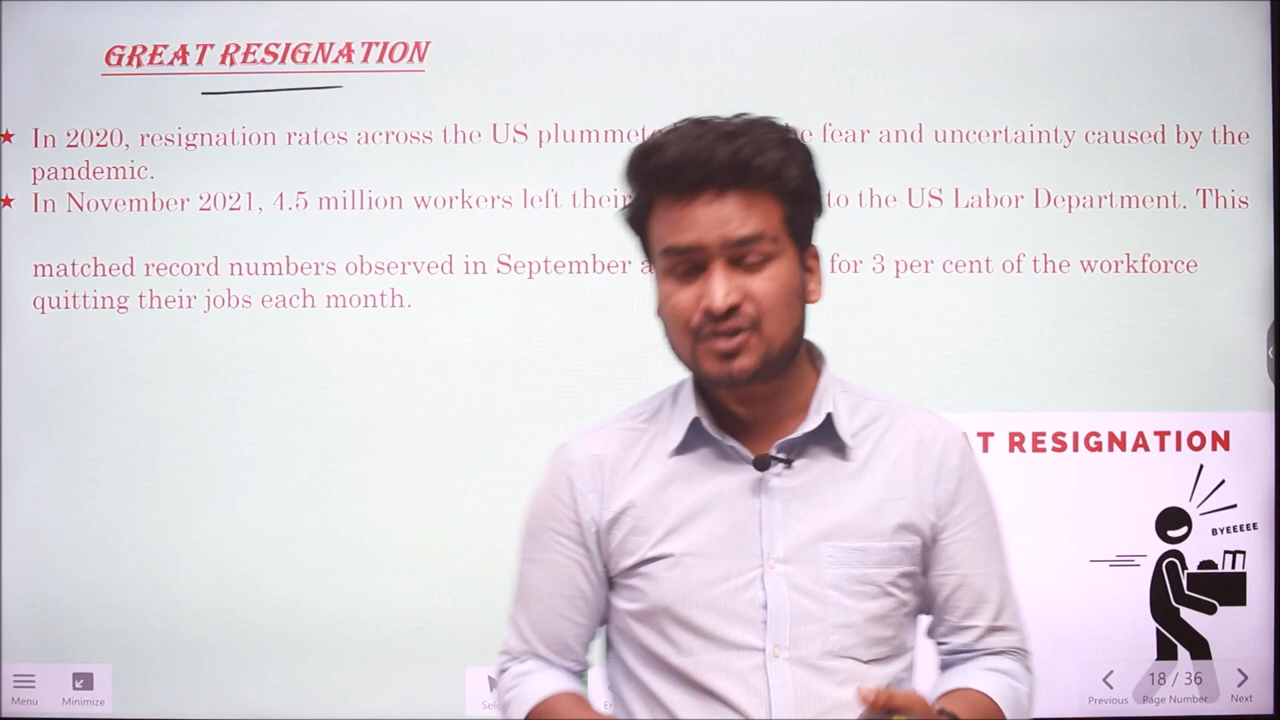 GREAT RESIGNATION
In 2020, resignation rates across the US fear and uncertainty caused by the
pandemic.
In November 2021, 4.5 million workers left their to the US Labor Department. This
matched record numbers observed in September for 3 per cent of the workforce
quitting their jobs each month.
RESIGNATION
BYEEEEE
Menu Minimize
Previous 18 / 36 Next
Page Number